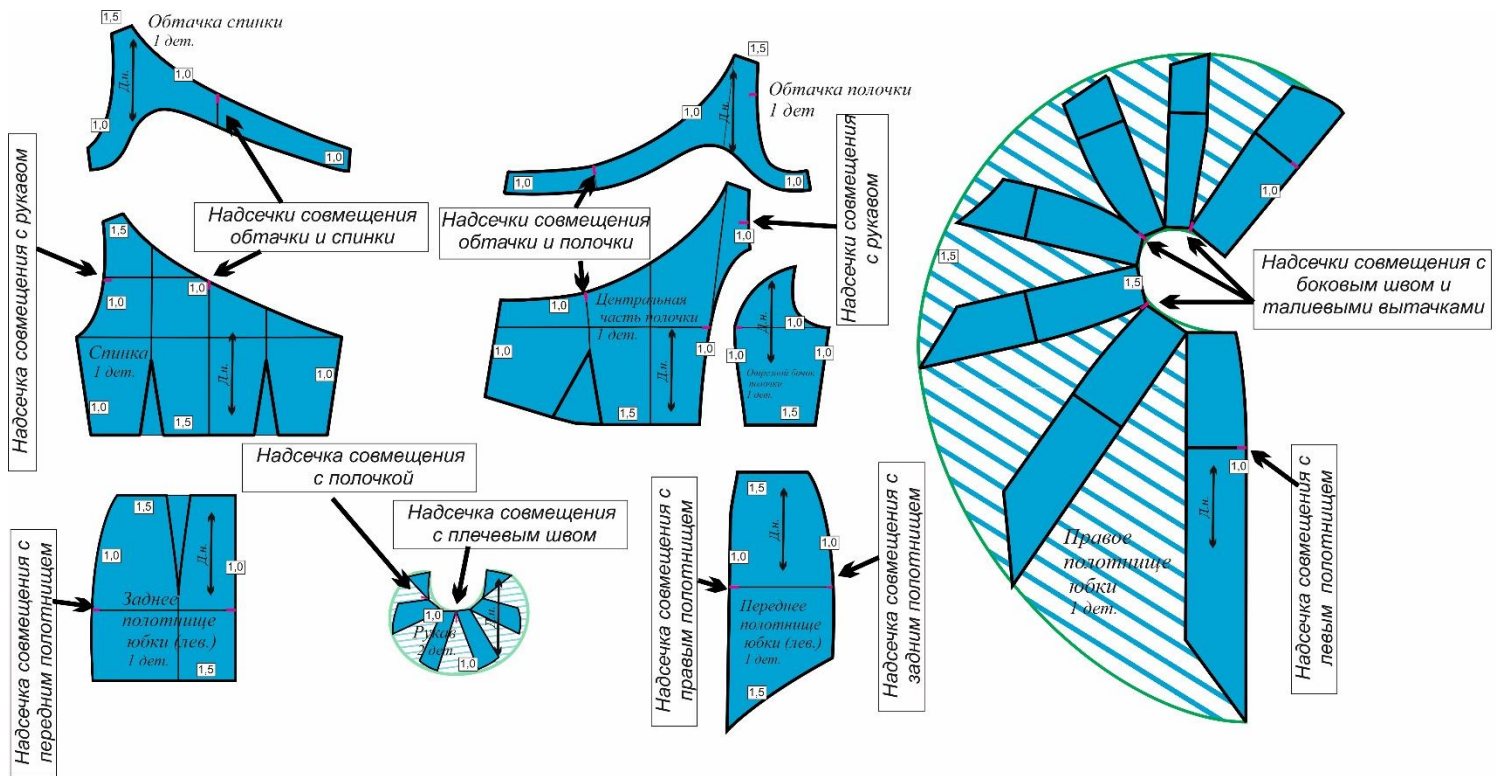 1,5
Обтачка спинки
1 дет.
1,0
Д.н.
1,0
1,0
Надсечки совмещения
обтачки и спинки
Надсечка совмещения с рукавом
1,5
1,0
1,0
Спинка
1 дет.
Д.н.
1,0
1,0
1,5
1,5
Обтачка полочки
1 дет
1,0
Д.н.
1,0
1,0
Надсечки совмещения
обтачки и полочки
Надсечки совмещения
с рукавом
1,0
1,0
Центральная
часть полочки
1 дет.
1,0
Д.н.
1,0
1,5
Д.н.
1,0
1,0
1,0
Отрезной бочок
полочки
1 дет.
1,5
Надсечка совмещения с
передним полотнищем
1,5
1,0
Д.н.
1,0
Заднее
полотнище
юбки (лев.)
1 дет.
1,5
Надсечка совмещения
с полочкой
Надсечка совмещения
с плечевым швом
1,0
Д.н.
Рукав
2 дет.
1,0
Надсечка совмещения с
правым полотнищем
1,5
Д.н.
1,0
1,0
Переднее
полотнище
юбки (лев.)
1 дет.
1,5
Надсечка совмещения с
задним полотнищем
1,0
1,5
1,5
Надсечки совмещения с
боковым швом и
талиевыми вытачками
1,0
Д.н.
Правое
полотнище
юбки
1 дет.
Надсечка совмещения с
левым полотнищем